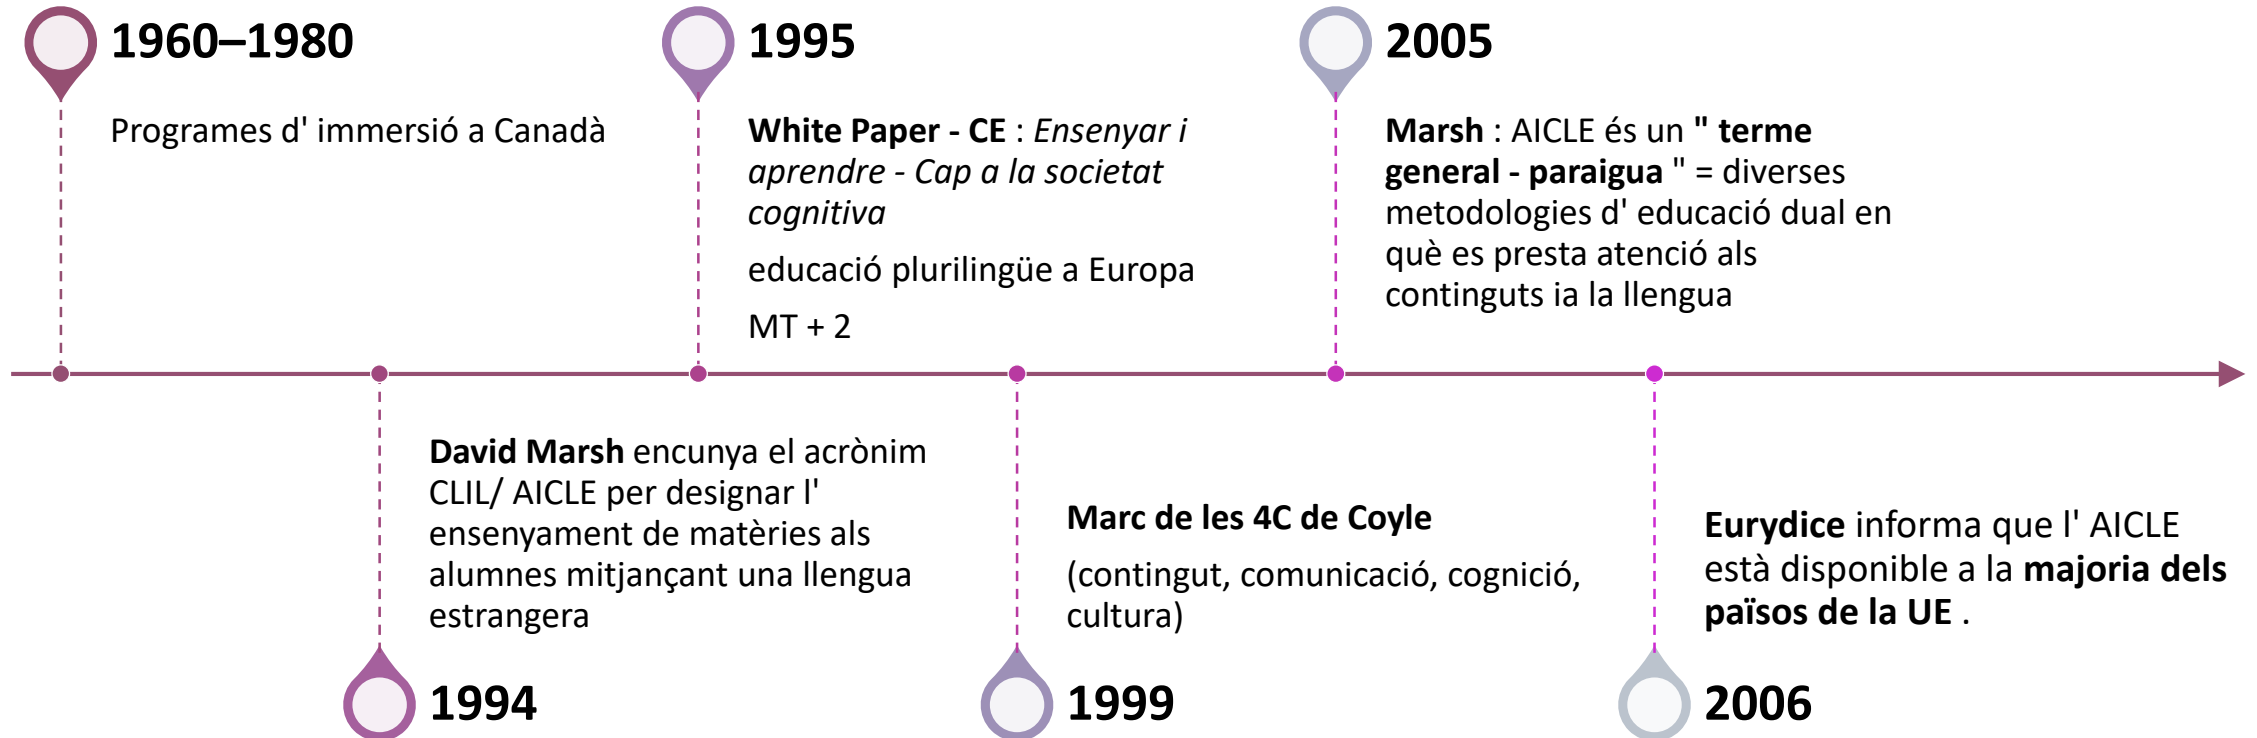 1960–1980
Programes d' immersió a Canadà
1994
David Marsh encunya el acrònim
CLIL/ AICLE per designar l'
ensenyament de matèries als
alumnes mitjançant una llengua
estrangera
1995
White Paper - CE : Ensenyar i
aprendre - Cap a la societat
cognitiva
educació plurilingüe a Europa
MT + 2
1999
Marc de les 4C de Coyle
(contingut, comunicació, cognició,
cultura)
2005
Marsh : AICLE és un " terme
general - paraigua " = diverses
metodologies d' educació dual en
què es presta atenció als
continguts ia la llengua
2006
Eurydice informa que l' AICLE
està disponible a la majoria dels
països de la UE .